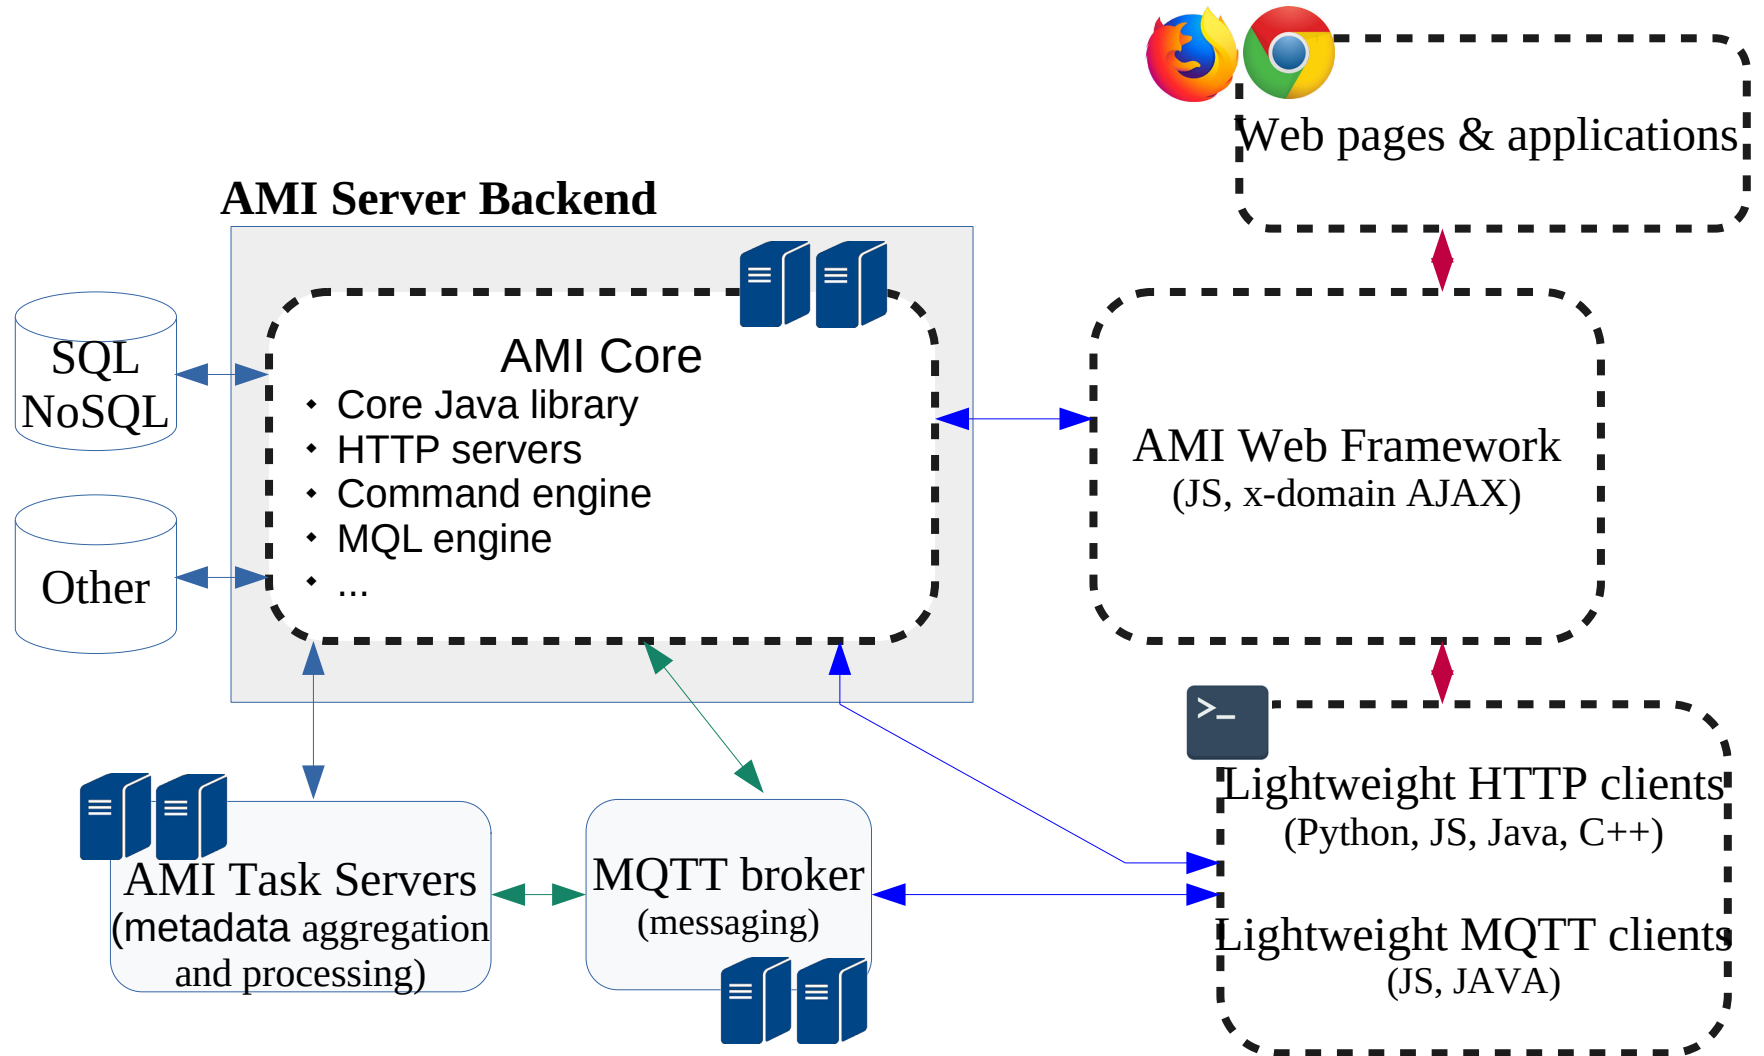 Web pages & applications
AMI Server Backend
SQL
NoSQL
Other
AMI Core
Core Java library
HTTP servers
Command engine
MQL engine
...
AMI Web Framework
(JS, x-domain AJAX)
>_
Lightweight HTTP clients
(Python, JS, Java, C++)
Lightweight MQTT clients
(JS, JAVA)
AMI Task Servers
(metadata aggregation
and processing)
MQTT broker
(messaging)